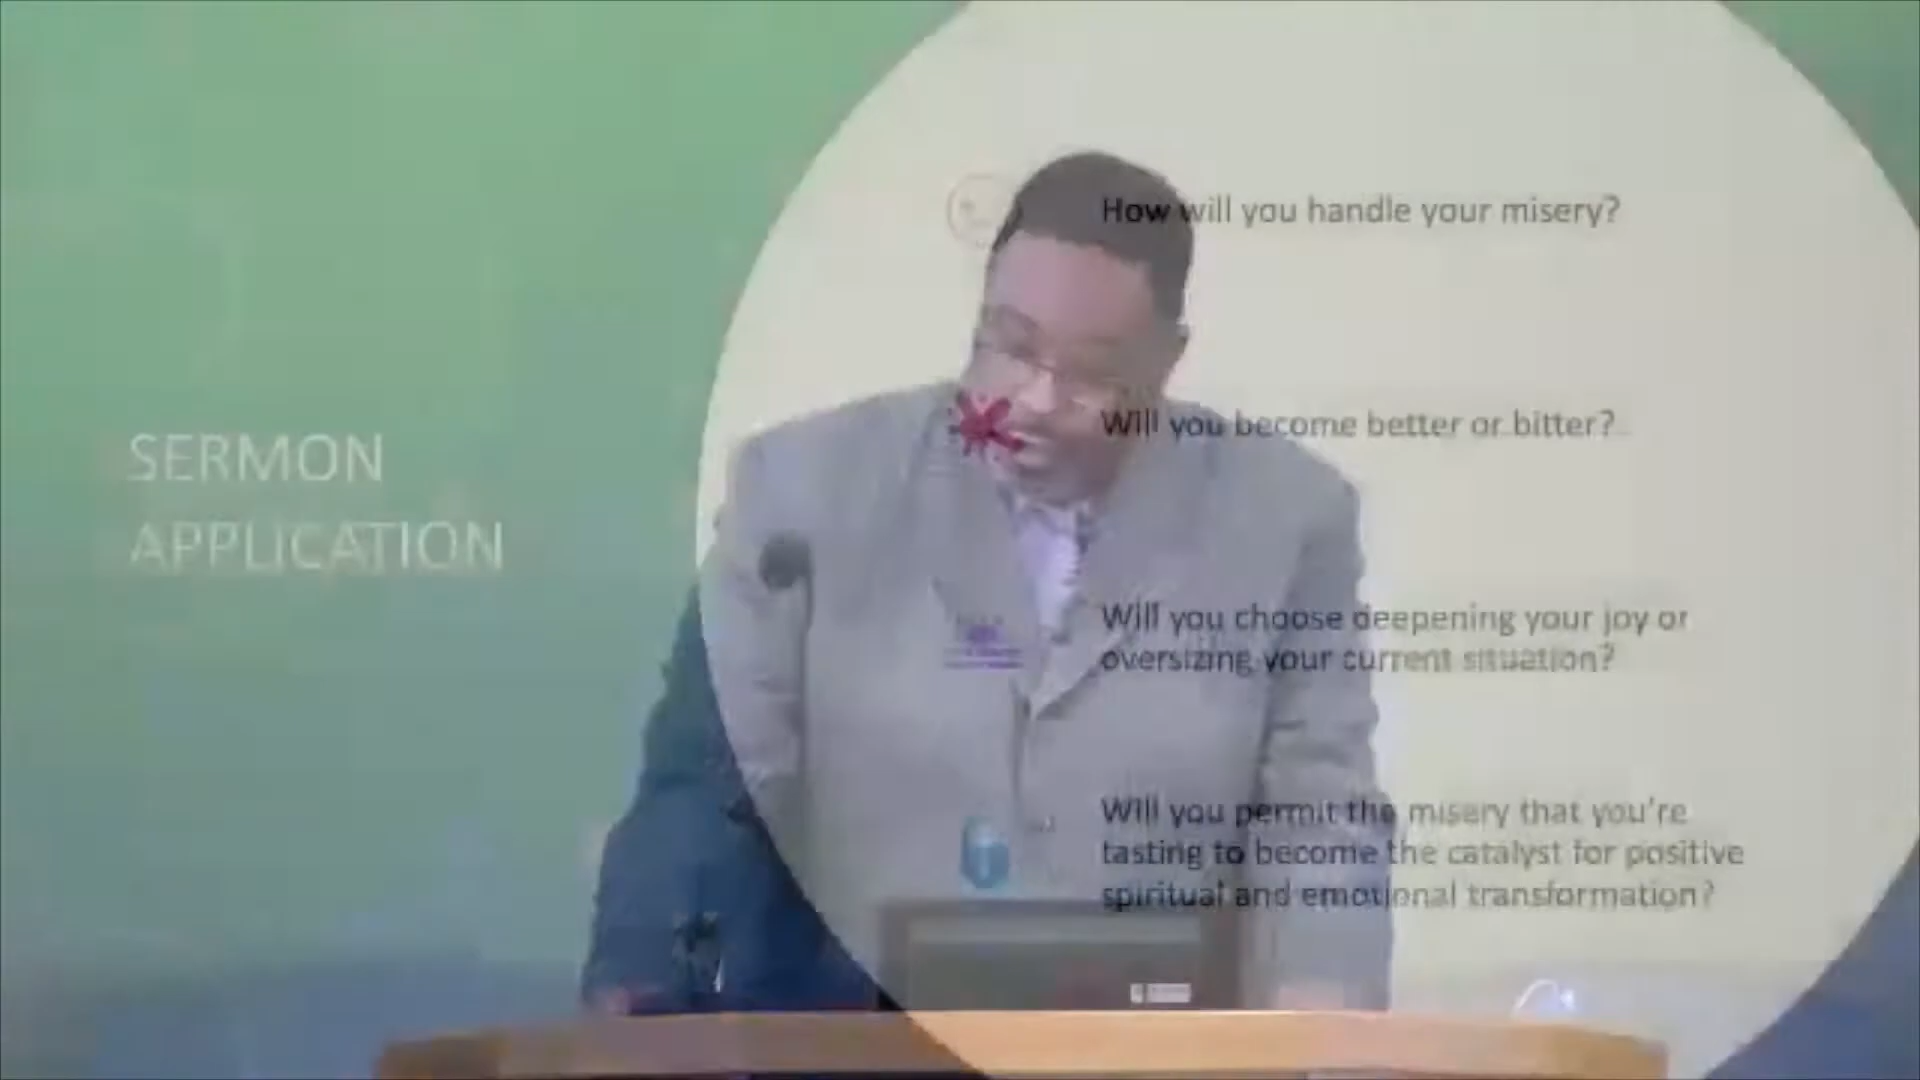 SERMON
APPLICATION
How will you handle your misery?
Will you become better or bitter?
Will you choose deepening your joy or
oversizing your current situation?
Will you permit the misery that you're
tasting to become the catalyst for positive
spiritual and emotional transformation?